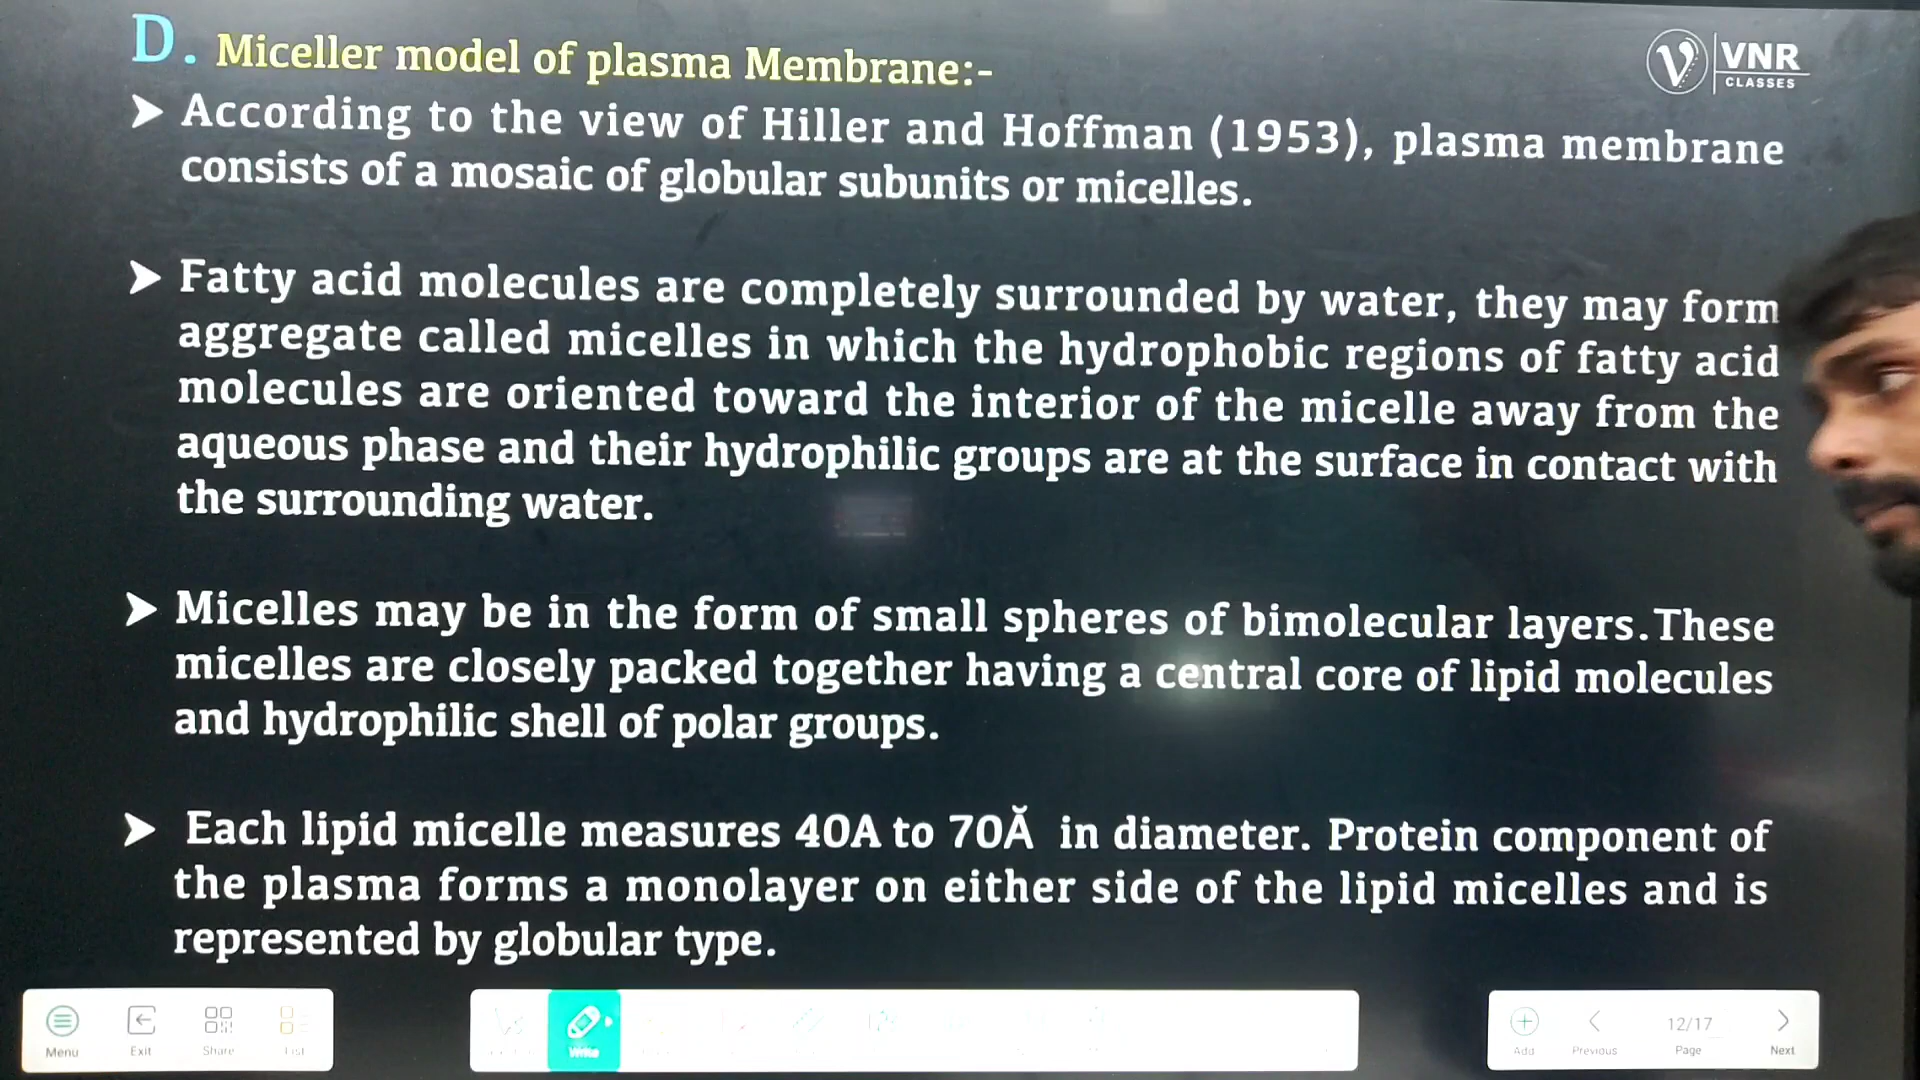 D. Miceller model of plasma Membrane:-
VNR
CLASSES
➤ According to the view of Hiller and Hoffman (1953), plasma membrane
consists of a mosaic of globular subunits or micelles.
➤ Fatty acid molecules are completely surrounded by water, they may form
aggregate called micelles in which the hydrophobic regions of fatty acid
molecules are oriented toward the interior of the micelle away from the
aqueous phase and their hydrophilic groups are at the surface in contact with
the surrounding water.
➤ Micelles may be in the form of small spheres of bimolecular layers.These
micelles are closely packed together having a central core of lipid molecules
and hydrophilic shell of polar groups.
➤ Each lipid micelle measures 40A to 70Ă in diameter. Protein component of
the plasma forms a monolayer on either side of the lipid micelles and is
represented by globular type.
Menu Exit Share List
Write
Add Previous 12/17 Page Next